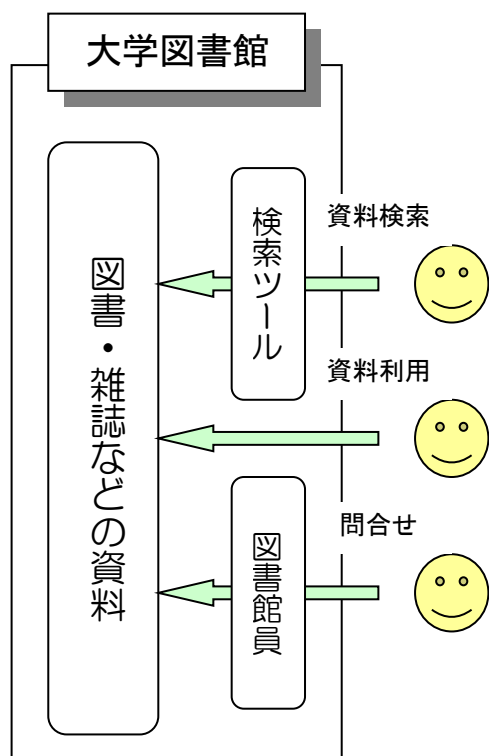 大学図書館
図書・雑誌などの資料
検索ツール
資料検索
資料利用
図書館員
問合せ